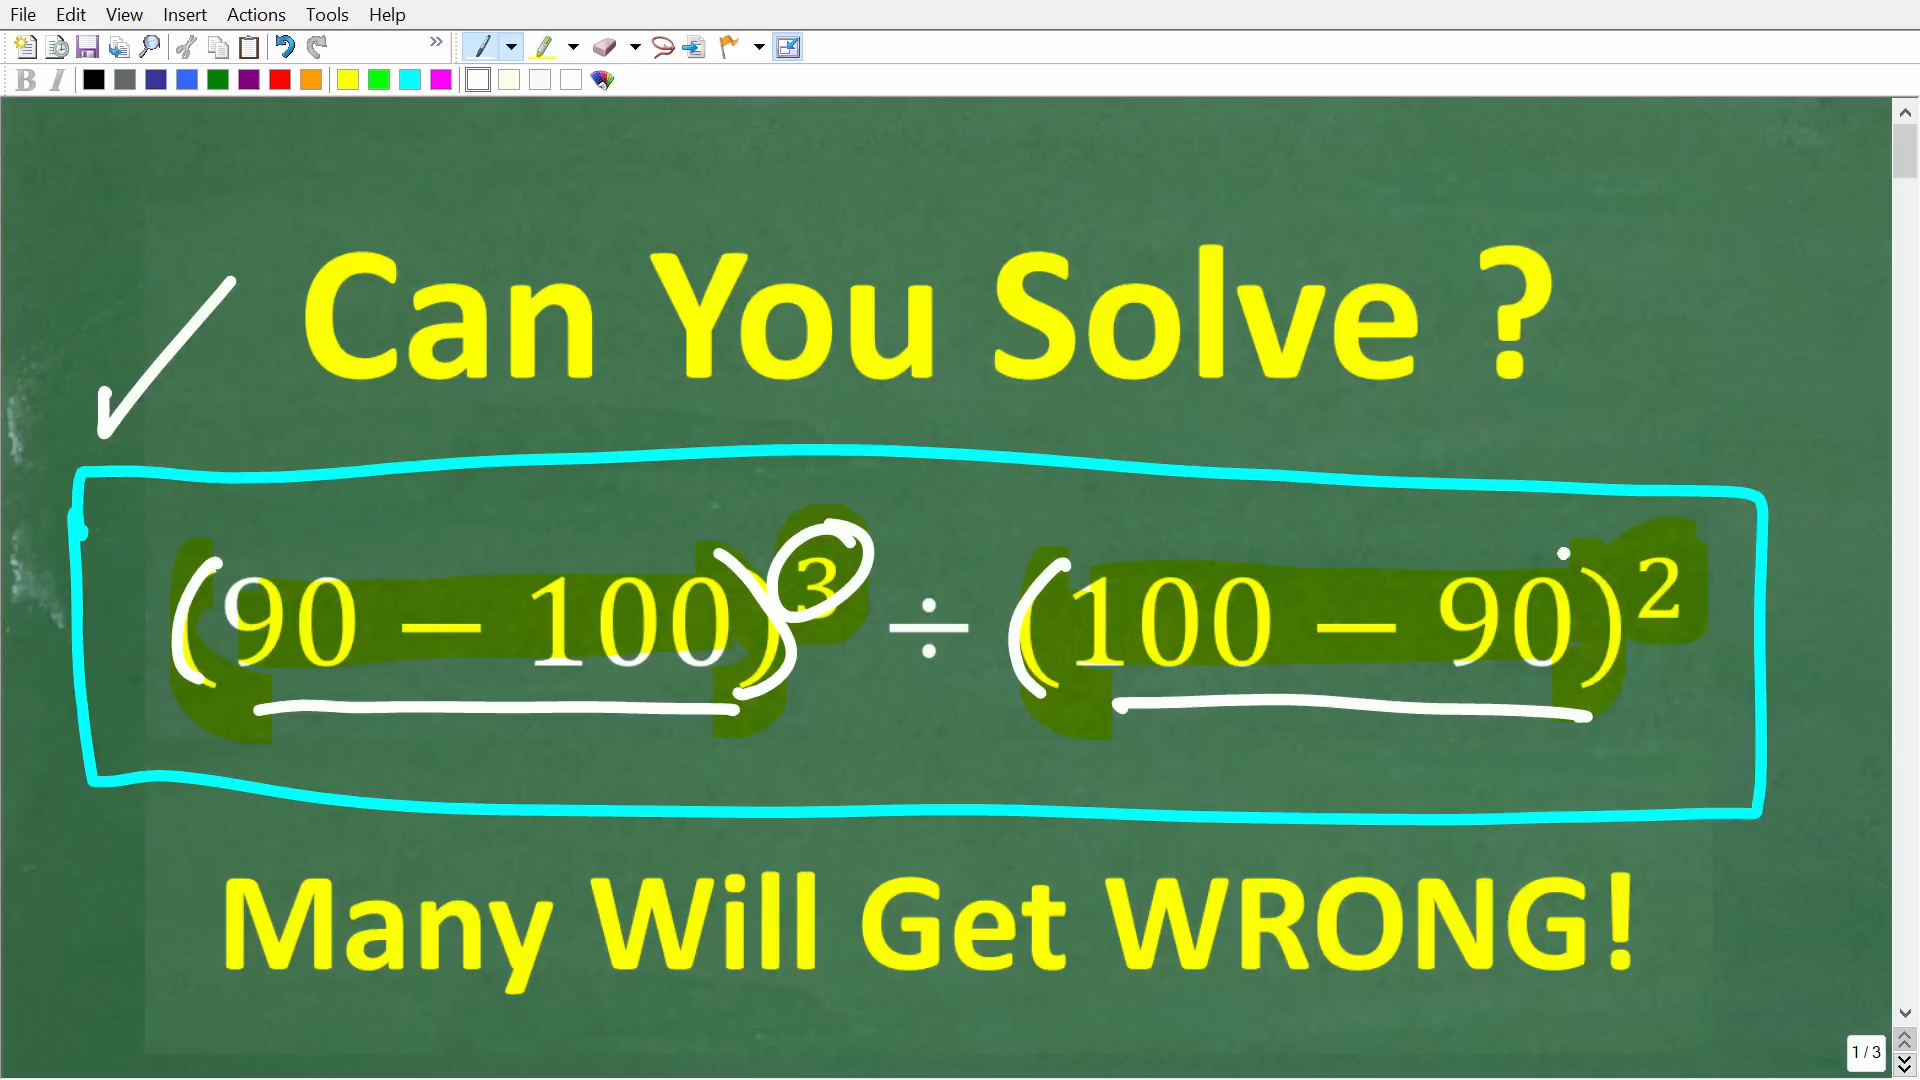 File Edit View Insert Actions Tools Help
B I
Can You Solve ?
(90 − 100)³ ÷ (100 − 90)²
Many Will Get WRONG!
1 / 3